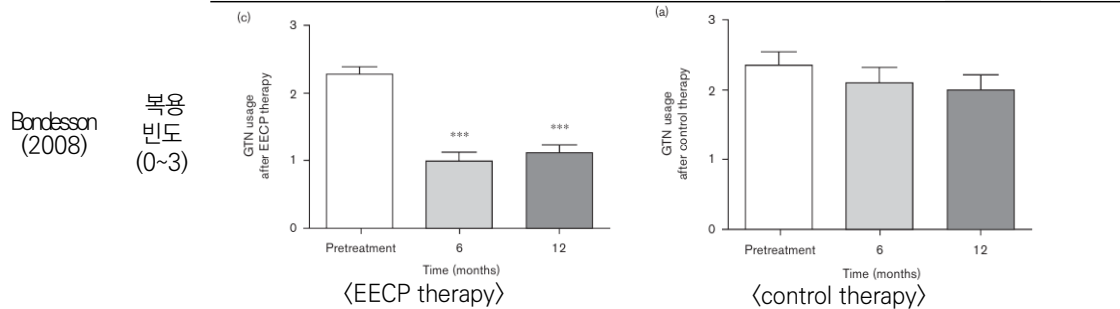 Bondesson
(2008)
복용
빈도
(0~3)
(c)
3
2
1
0
GTN usage
after EECP therapy
***
***
Pretreatment
6
12
Time (months)
〈EECP therapy〉
(a)
3
2
1
0
GTN usage
after control therapy
Pretreatment
6
12
Time (months)
〈control therapy〉